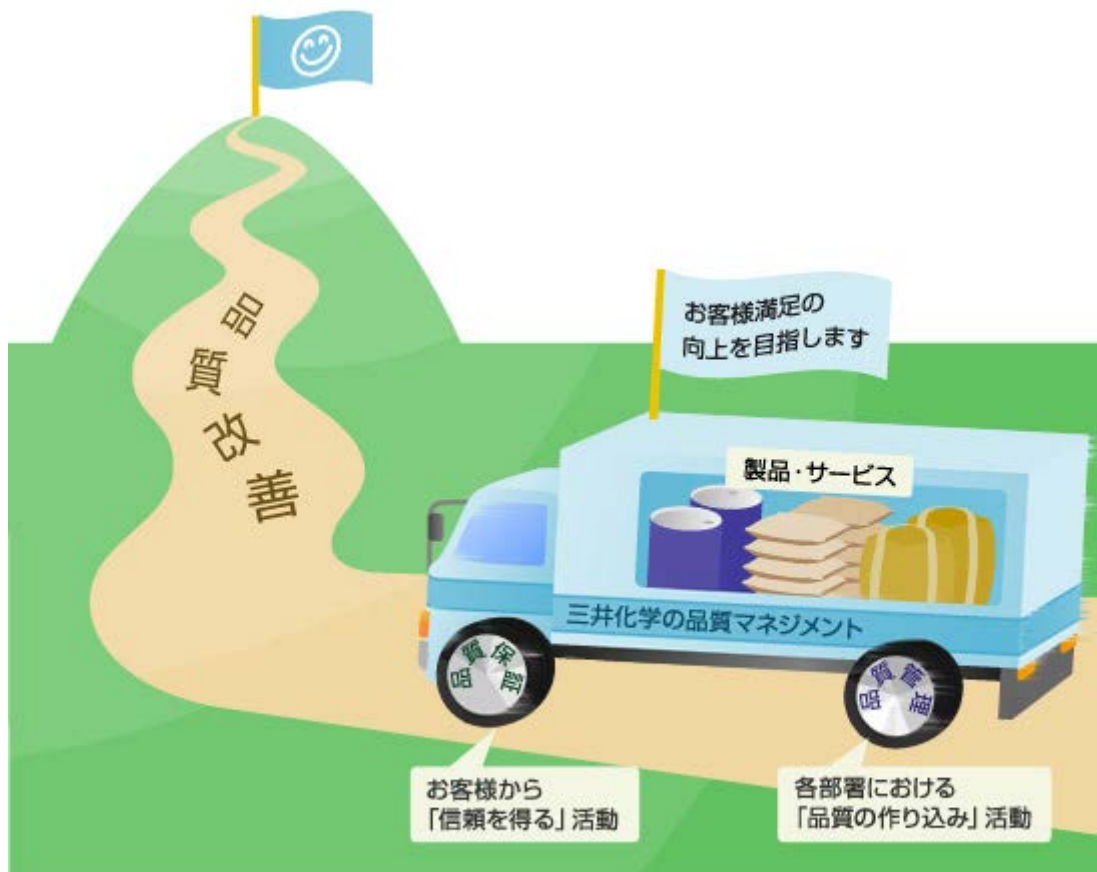 品質改善
お客様満足の
向上を目指します
製品・サービス
三井化学の品質マネジメント
品質保証
品質管理
お客様から
「信頼を得る」活動
各部署における
「品質の作り込み」活動